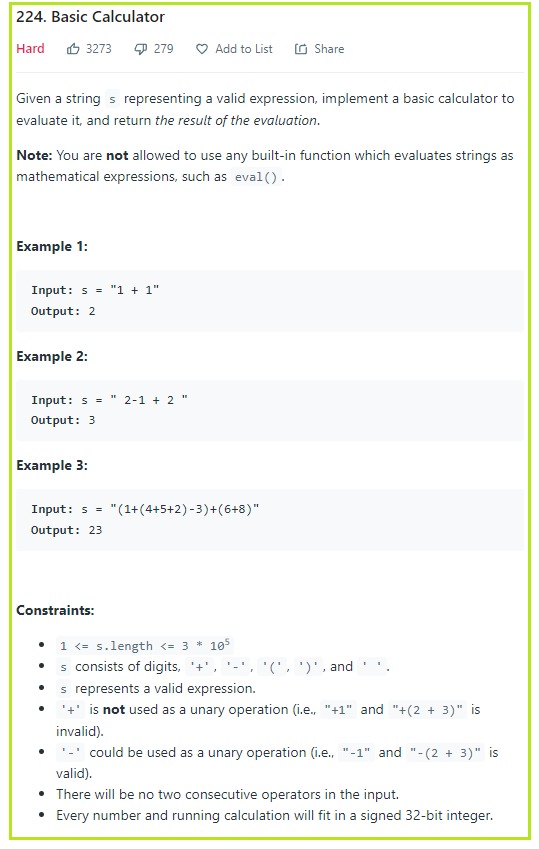 224. Basic Calculator
Hard 3273 279 Add to List Share
Given a string s representing a valid expression, implement a basic calculator to
evaluate it, and return the result of the evaluation.
Note: You are not allowed to use any built-in function which evaluates strings as
mathematical expressions, such as eval().
Example 1:
Input: s = "1 + 1"
Output: 2
Example 2:
Input: s = " 2-1 + 2 "
Output: 3
Example 3:
Input: s = "(1+(4+5+2)-3)+(6+8)"
Output: 23
Constraints:
• 1 <= s.length <= 3 * 10⁵
• s consists of digits, '+', '-', '(', ')', and ' '.
• s represents a valid expression.
• '+' is not used as a unary operation (i.e., "+1" and "+(2 + 3)" is
invalid).
• '-' could be used as a unary operation (i.e., "-1" and "-(2 + 3)" is
valid).
• There will be no two consecutive operators in the input.
• Every number and running calculation will fit in a signed 32-bit integer.